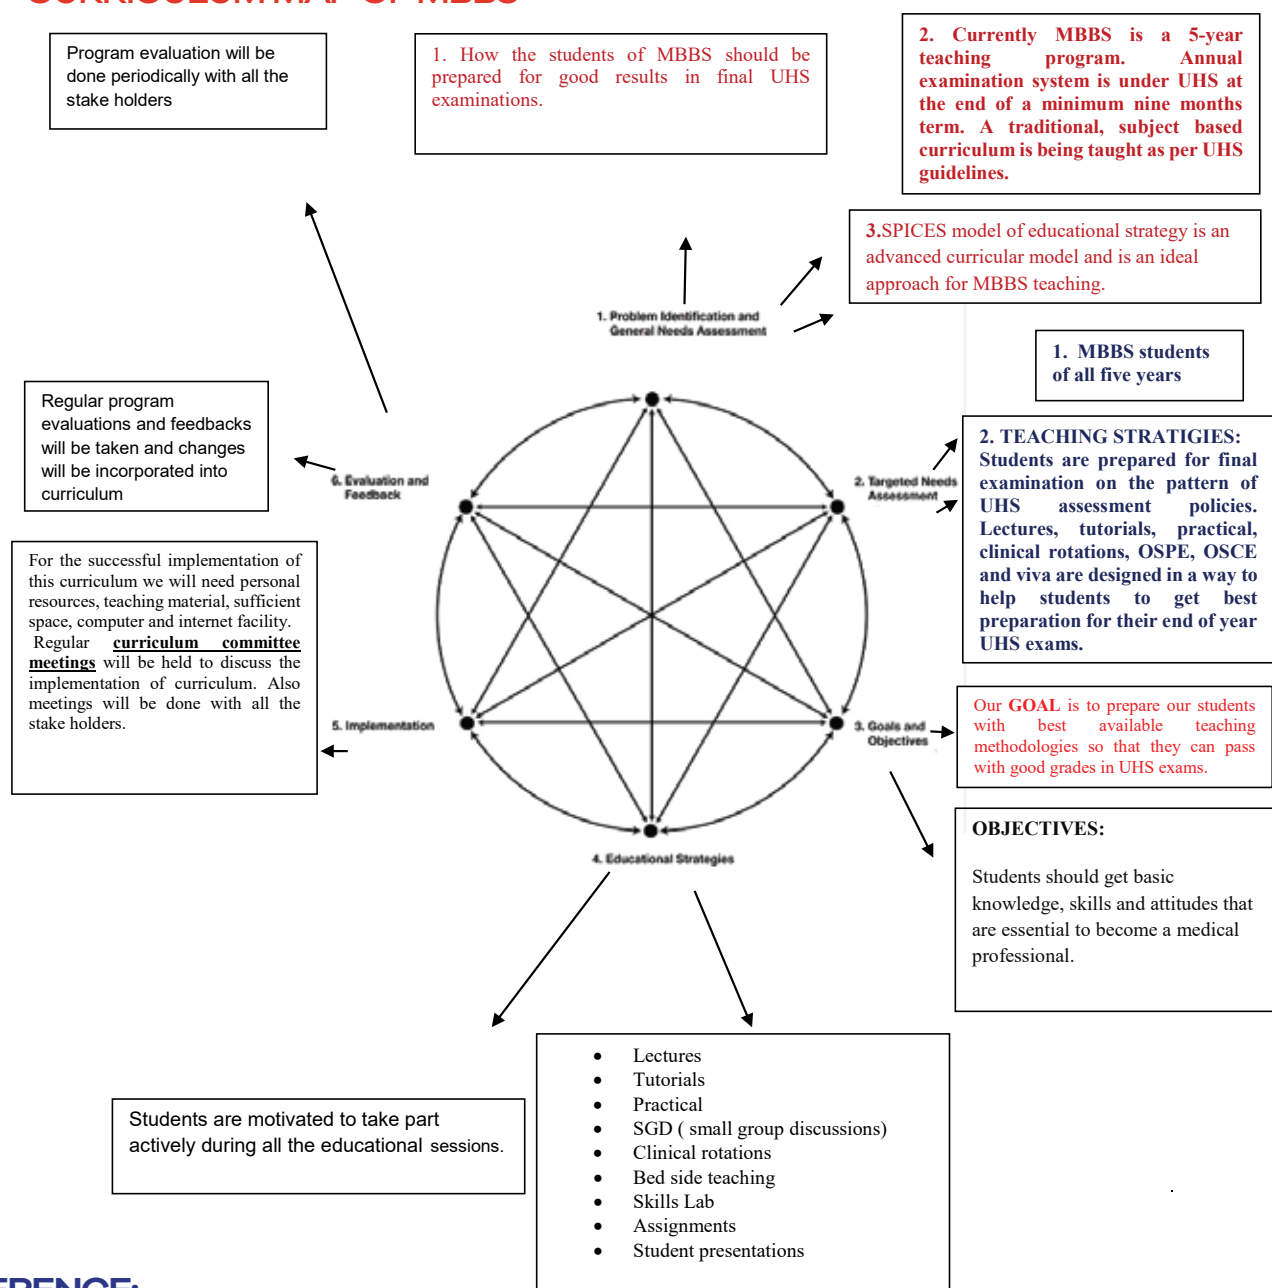 CURRICULUM MAP OF MBBS
Program evaluation will be
done periodically with all the
stake holders
1. How the students of MBBS should be
prepared for good results in final UHS
examinations.
2. Currently MBBS is a 5-year
teaching program. Annual
examination system is under UHS at
the end of a minimum nine months
term. A traditional, subject based
curriculum is being taught as per UHS
guidelines.
3.SPICES model of educational strategy is an
advanced curricular model and is an ideal
approach for MBBS teaching.
1. Problem Identification and
General Needs Assessment
1. MBBS students
of all five years
Regular program
evaluations and feedbacks
will be taken and changes
will be incorporated into
curriculum
6. Evaluation and
Feedback
2. Targeted Needs
Assessment
2. TEACHING STRATIGIES:
Students are prepared for final
examination on the pattern of
UHS assessment policies.
Lectures, tutorials, practical,
clinical rotations, OSPE, OSCE
and viva are designed in a way to
help students to get best
preparation for their end of year
UHS exams.
For the successful implementation of
this curriculum we will need personal
resources, teaching material, sufficient
space, computer and internet facility.
Regular curriculum committee
meetings will be held to discuss the
implementation of curriculum. Also
meetings will be done with all the
stake holders.
5. Implementation
3. Goals and
Objectives
Our GOAL is to prepare our students
with best available teaching
methodologies so that they can pass
with good grades in UHS exams.
4. Educational Strategies
OBJECTIVES:
Students should get basic
knowledge, skills and attitudes that
are essential to become a medical
professional.
Students are motivated to take part
actively during all the educational sessions.
• Lectures
• Tutorials
• Practical
• SGD ( small group discussions)
• Clinical rotations
• Bed side teaching
• Skills Lab
• Assignments
• Student presentations
.